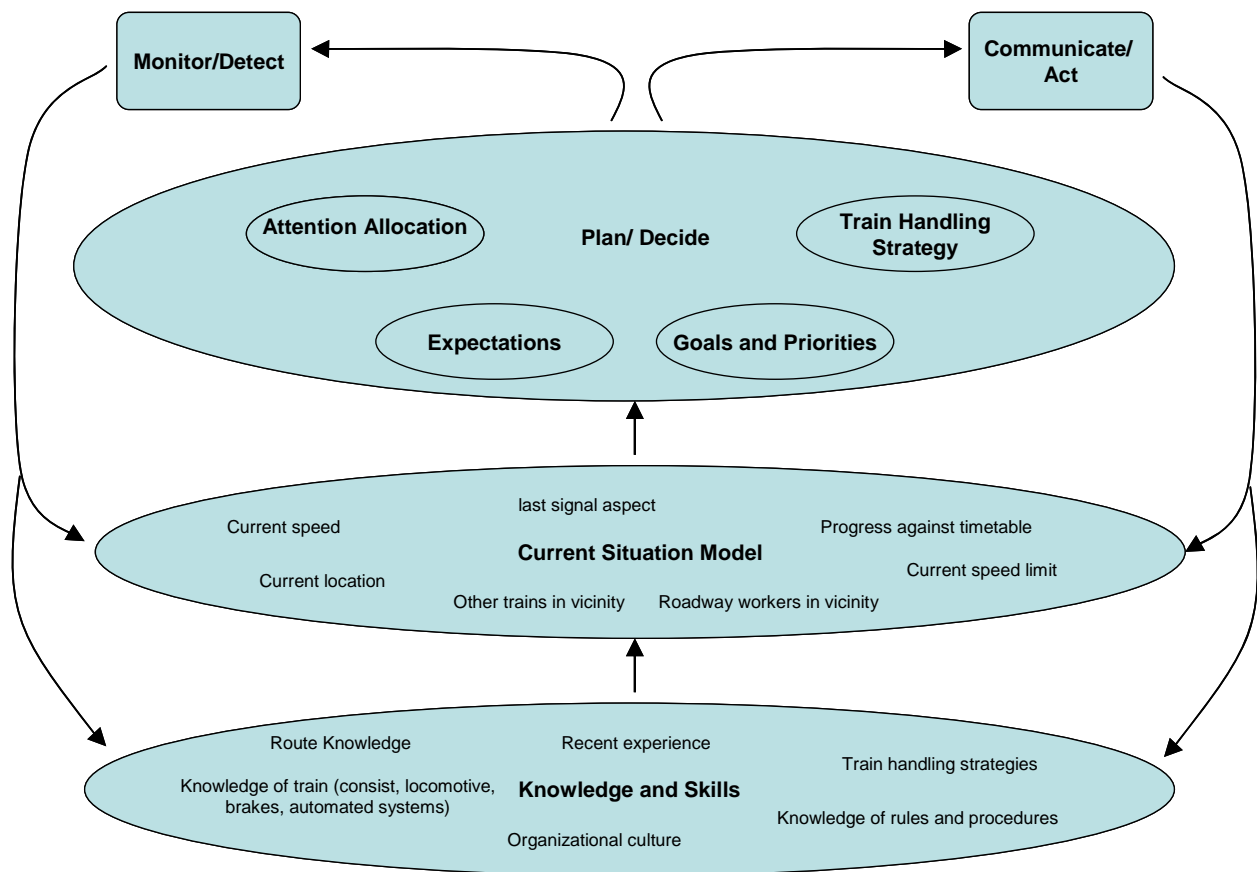 Monitor/Detect
Communicate/
Act
Attention Allocation
Plan/ Decide
Train Handling
Strategy
Expectations
Goals and Priorities
last signal aspect
Current speed
Progress against timetable
Current Situation Model
Current location
Current speed limit
Other trains in vicinity
Roadway workers in vicinity
Route Knowledge
Recent experience
Train handling strategies
Knowledge of train (consist, locomotive,
brakes, automated systems)
Knowledge and Skills
Knowledge of rules and procedures
Organizational culture